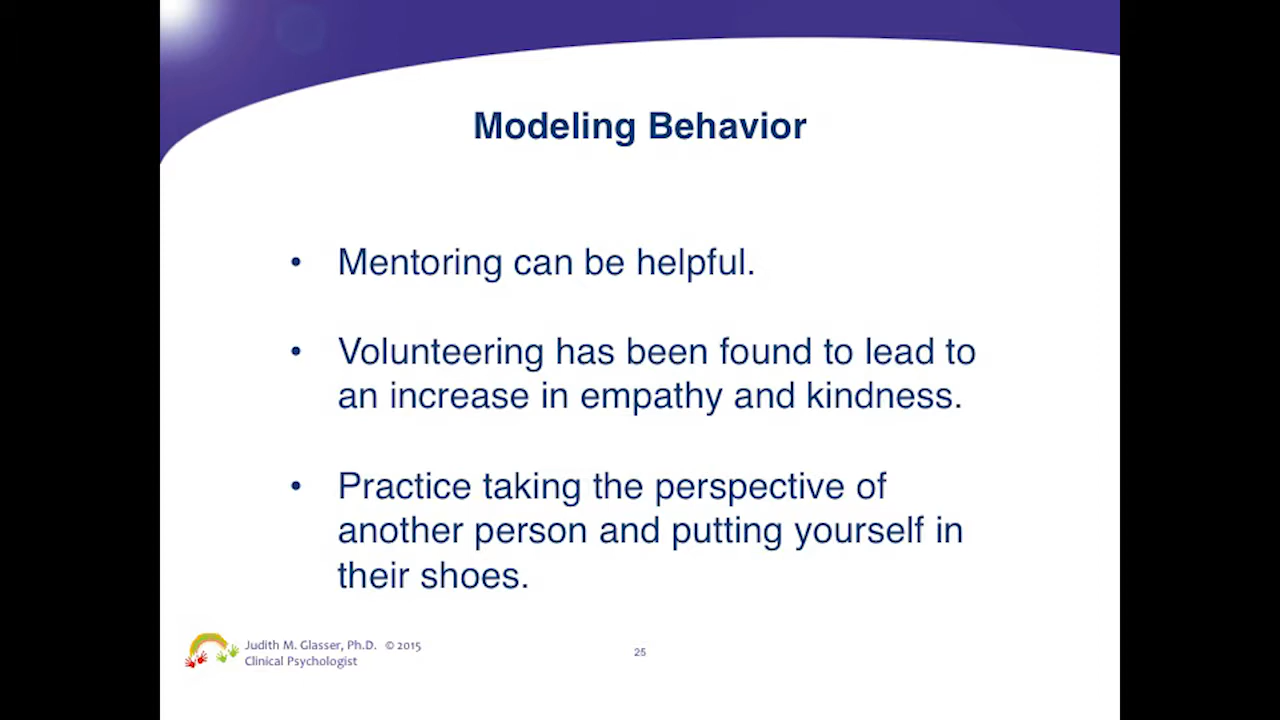 Modeling Behavior
• Mentoring can be helpful.
• Volunteering has been found to lead to
an increase in empathy and kindness.
• Practice taking the perspective of
another person and putting yourself in
their shoes.
Judith M. Glasser, Ph.D. © 2015
Clinical Psychologist
25